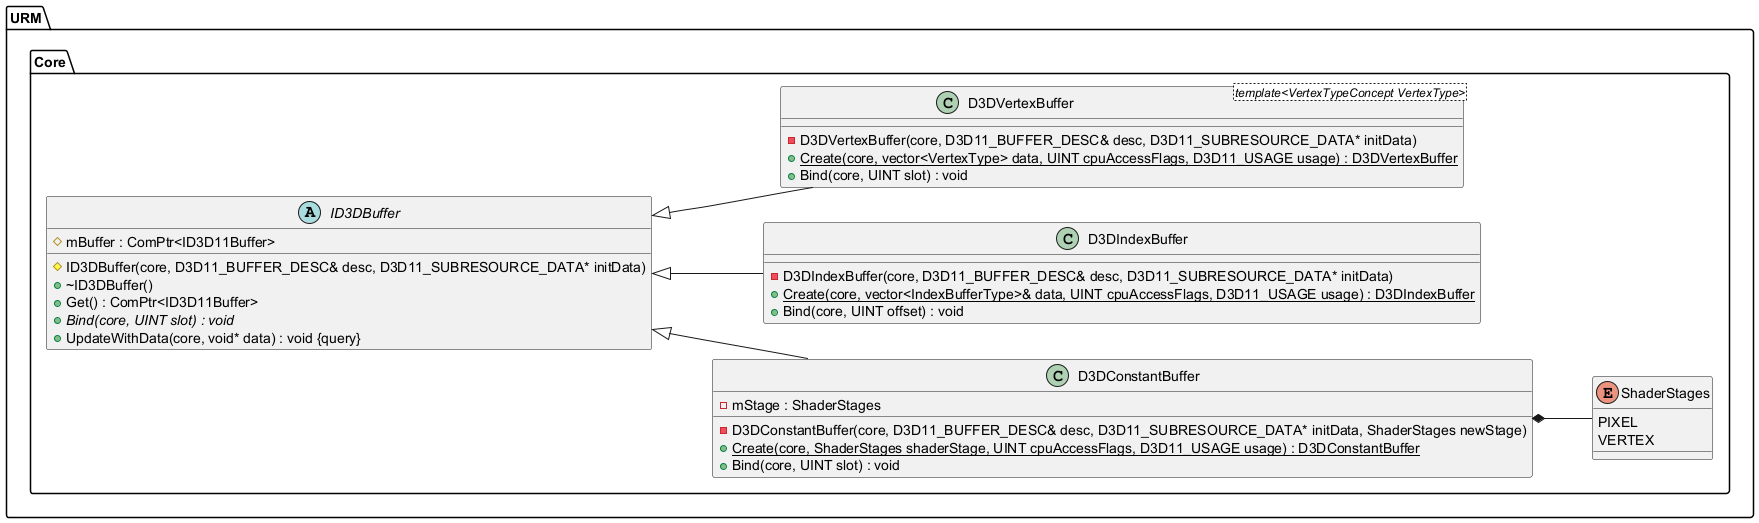 URM
Core
C D3DVertexBuffer
template<VertexTypeConcept VertexType>
D3DVertexBuffer(core, D3D11_BUFFER_DESC& desc, D3D11_SUBRESOURCE_DATA* initData)
Create(core, vector<VertexType> data, UINT cpuAccessFlags, D3D11_USAGE usage) : D3DVertexBuffer
Bind(core, UINT slot) : void
A ID3DBuffer
mBuffer : ComPtr<ID3D11Buffer>
ID3DBuffer(core, D3D11_BUFFER_DESC& desc, D3D11_SUBRESOURCE_DATA* initData)
~ID3DBuffer()
Get() : ComPtr<ID3D11Buffer>
Bind(core, UINT slot) : void
UpdateWithData(core, void* data) : void {query}
C D3DIndexBuffer
D3DIndexBuffer(core, D3D11_BUFFER_DESC& desc, D3D11_SUBRESOURCE_DATA* initData)
Create(core, vector<IndexBufferType>& data, UINT cpuAccessFlags, D3D11_USAGE usage) : D3DIndexBuffer
Bind(core, UINT offset) : void
C D3DConstantBuffer
mStage : ShaderStages
D3DConstantBuffer(core, D3D11_BUFFER_DESC& desc, D3D11_SUBRESOURCE_DATA* initData, ShaderStages newStage)
Create(core, ShaderStages shaderStage, UINT cpuAccessFlags, D3D11_USAGE usage) : D3DConstantBuffer
Bind(core, UINT slot) : void
E ShaderStages
PIXEL
VERTEX